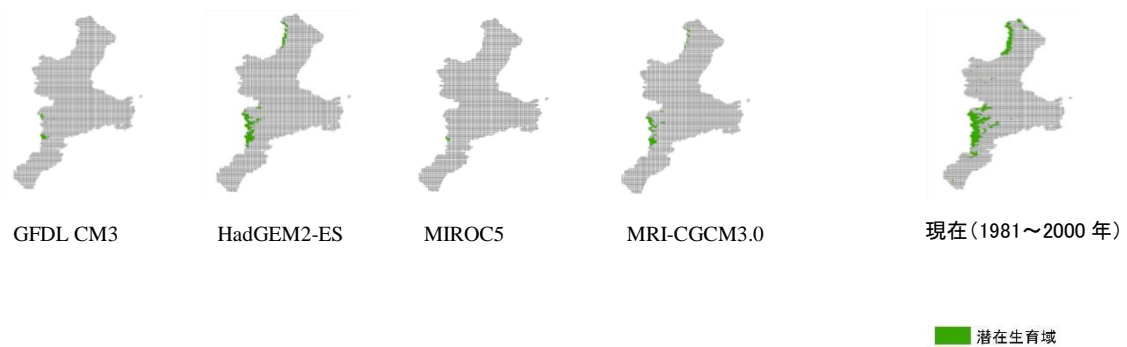 GFDL CM3
HadGEM2-ES
MIROC5
MRI-CGCM3.0
現在(1981～2000 年)
潜在生育域